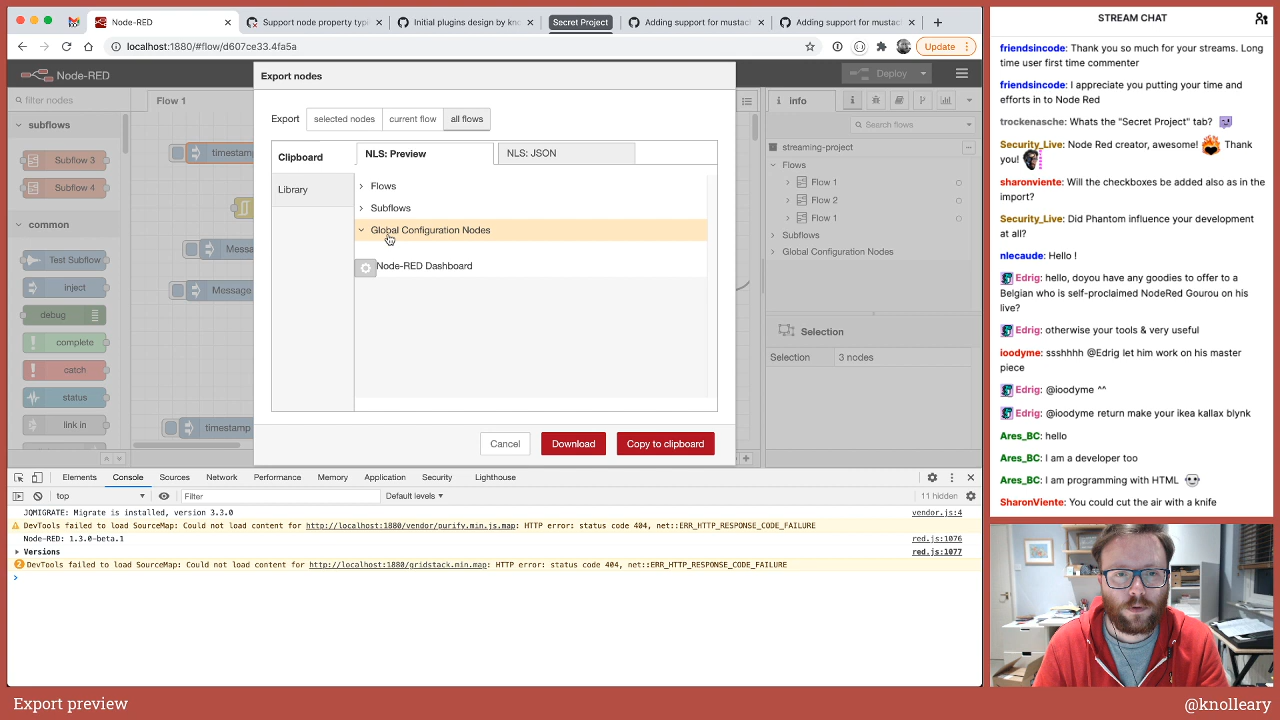 Node-RED
Support node property typ
Initial plugins design by kn
Secret Project
Adding support for mustac
Adding support for mustac
localhost:1880/#flow/d607ce33.4fa5a
Update
Node-RED
Deploy
filter nodes
Flow 1
subflows
Subflow 3
Subflow 4
common
Test Subflow
inject
debug
complete
catch
status
link in
timestamp
Messa
Message
timestamp
Export nodes
Export
selected nodes
current flow
all flows
Clipboard
Library
NLS: Preview
NLS: JSON
Flows
Subflows
Global Configuration Nodes
Node-RED Dashboard
Cancel
Download
Copy to clipboard
info
Search flows
streaming-project
Flows
Flow 1
Flow 2
Flow 1
Subflows
Global Configuration Nodes
Selection
Selection
3 nodes
Elements
Console
Sources
Network
Performance
Memory
Application
Security
Lighthouse
top
Filter
Default levels
11 hidden
JQMIGRATE: Migrate is installed, version 3.3.0
vendor.js:4
DevTools failed to load SourceMap: Could not load content for http://localhost:1880/vendor/purify.min.js.map: HTTP error: status code 404, net::ERR_HTTP_RESPONSE_CODE_FAILURE
Node-RED: 1.3.0-beta.1
red.js:1076
Versions
red.js:1077
2
DevTools failed to load SourceMap: Could not load content for http://localhost:1880/gridstack.min.map: HTTP error: status code 404, net::ERR_HTTP_RESPONSE_CODE_FAILURE
STREAM CHAT
friendsincode: Thank you so much for your streams. Long
time user first time commenter
friendsincode: I appreciate you putting your time and
efforts in to Node Red
trockenasche: Whats the "Secret Project" tab?
Security_Live: Node Red creator, awesome! Thank
you!
sharonviente: Will the checkboxes be added also as in the
import?
Security_Live: Did Phantom influence your development
at all?
nlecaude: Hello !
Edrig: hello, doyou have any goodies to offer to a
Belgian who is self-proclaimed NodeRed Gourou on his
live?
Edrig: otherwise your tools & very useful
ioodyme: ssshhhh @Edrig let him work on his master
piece
Edrig: @ioodyme ^^
Edrig: @ioodyme return make your ikea kallax blynk
Ares_BC: hello
Ares_BC: I am a developer too
Ares_BC: I am programming with HTML
SharonViente: You could cut the air with a knife
Export preview
@knolleary